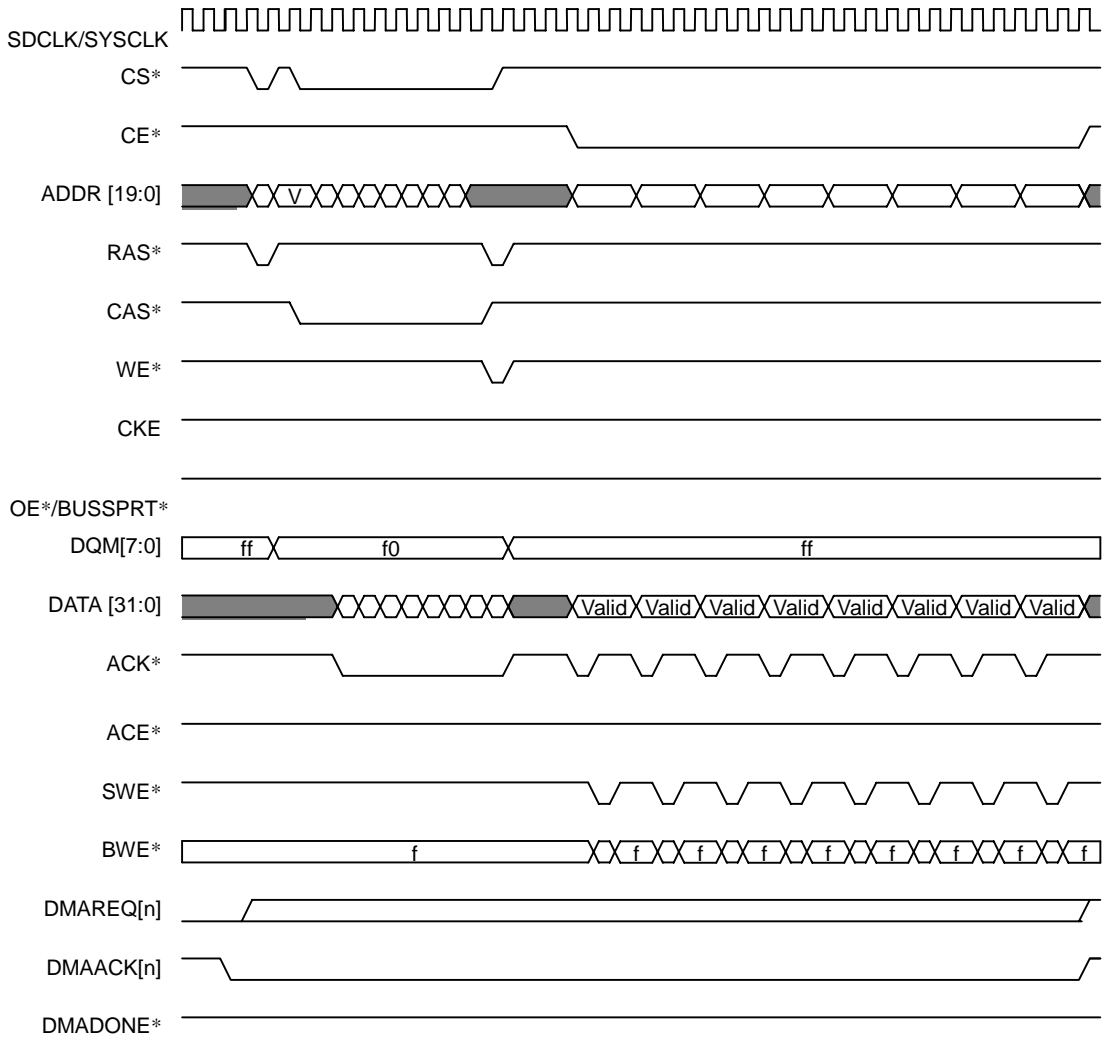 SDCLK/SYSCLK
CS*
CE*
ADDR [19:0] V
RAS*
CAS*
WE*
CKE
OE*/BUSSPRT*
DQM[7:0] ff f0 ff
DATA [31:0] Valid Valid Valid Valid Valid Valid Valid Valid
ACK*
ACE*
SWE*
BWE* f f f f f f f f f
DMAREQ[n]
DMAACK[n]
DMADONE*